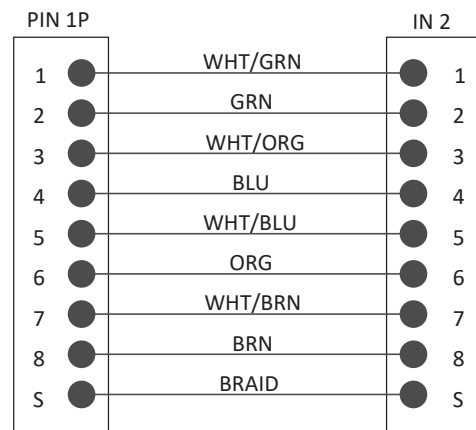 PIN 1P IN 2
1 WHT/GRN 1
2 GRN 2
3 WHT/ORG 3
4 BLU 4
5 WHT/BLU 5
6 ORG 6
7 WHT/BRN 7
8 BRN 8
S BRAID S